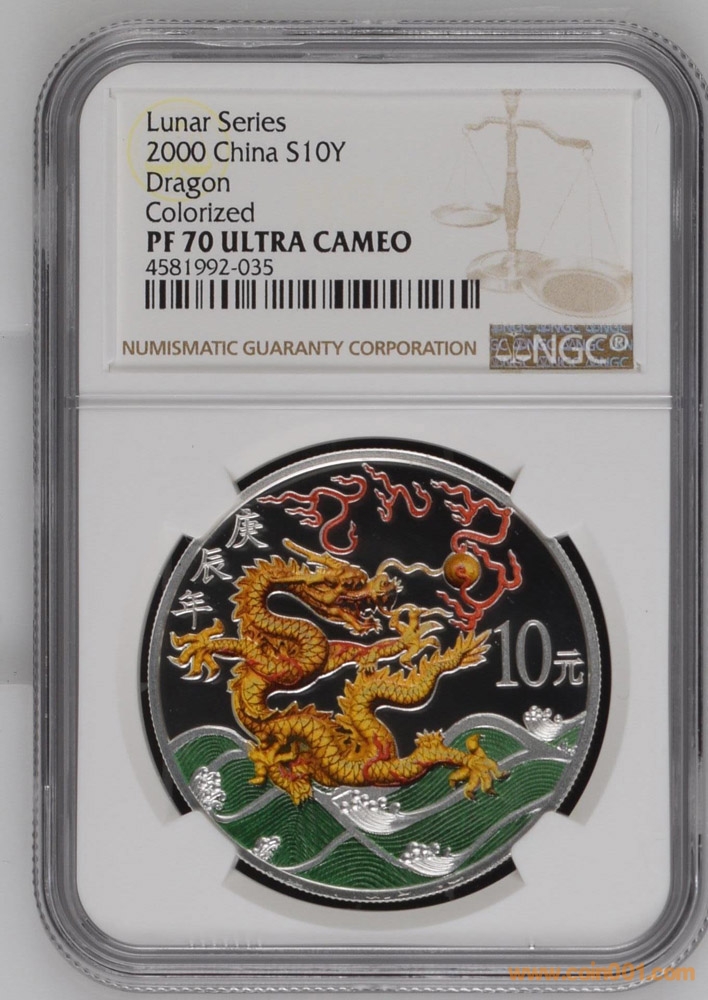 Lunar Series
2000 China S10Y
Dragon
Colorized
PF 70 ULTRA CAMEO
4581992-035
NUMISMATIC GUARANTY CORPORATION
NGC®
庚辰年
10元
www.coin001.com